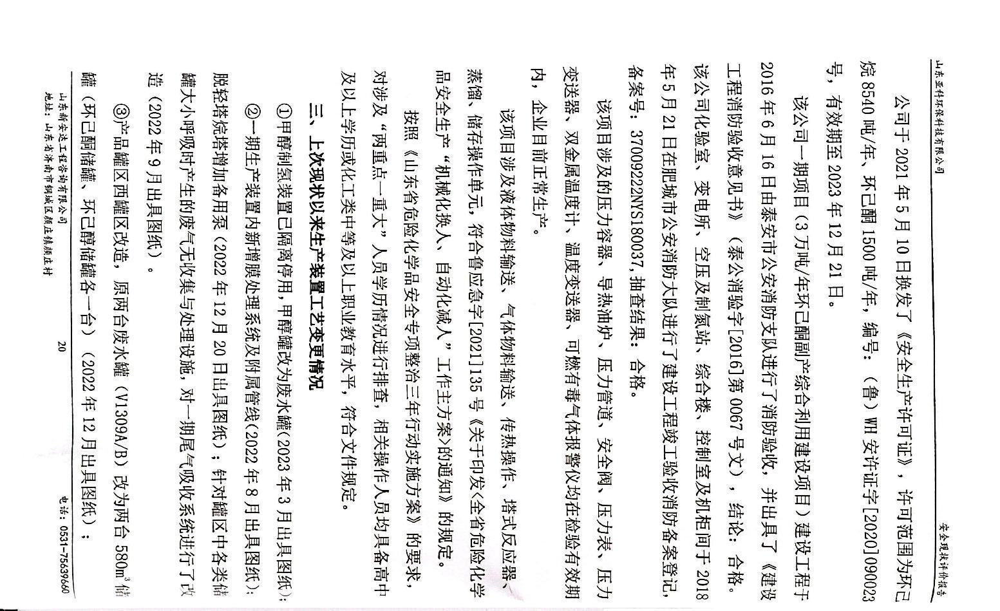 山东亚科环保科技有限公司 安全现状评价报告
公司于 2021 年 5 月 10 日换发了《安全生产许可证》，许可范围为环己
烷 8540 吨/年、环己酮 1500 吨/年，编号：（鲁）WH 安许证字[2020]090023
号，有效期至 2023 年 12 月 21 日。
该公司一期项目（3 万吨/年环己酮副产综合利用建设项目）建设工程于
2016 年 6 月 16 日由泰安市公安消防支队进行了消防验收，并出具了《建设
工程消防验收意见书》（泰公消验字[2016]第 0067 号文），结论：合格。
该公司化验室、变电所、空压及制氮站、综合楼、控制室及机柜间于 2018
年 5 月 21 日在肥城市公安消防大队进行了建设工程竣工验收消防备案登记，
备案号：37009222NYS180037,抽查结果：合格。
该项目涉及的压力容器、导热油炉、压力管道、安全阀、压力表、压力
变送器、双金属温度计、温度变送器、可燃有毒气体报警仪均在检验有效期
内，企业目前正常生产。
该项目涉及液体物料输送、气体物料输送、传热操作、塔式反应器、
蒸馏、储存操作单元，符合鲁应急字[2021]135 号《关于印发<全省危险化学
品安全生产“机械化换人、自动化减人”工作主方案>的通知》的规定。
按照《山东省危险化学品安全专项整治三年行动实施方案》的要求，
对涉及“两重点一重大”人员学历情况进行排查，相关操作人员均具备高中
及以上学历或化工类中等及以上职业教育水平，符合文件规定。
三、上次现状以来生产装置工艺变更情况
①甲醇制氢装置已隔离停用,甲醇罐改为废水罐(2023 年 3 月出具图纸)；
②一期生产装置内新增膜处理系统及附属管线(2022 年 8 月出具图纸)；
脱轻塔烷塔增加备用泵（2022 年 12 月 20 日出具图纸）；针对罐区中各类储
罐大小呼吸时产生的废气无收集与处理设施，对一期尾气吸收系统进行了改
造（2022 年 9 月出具图纸）。
③产品罐区西罐区改造，原两台废水罐（V1309A/B）改为两台 580m³ 储
罐（环己酮储罐、环己醇储罐各一台）（2022 年 12 月出具图纸）；
山东新安达工程咨询有限公司 20 电话：0531-75639660
地址：山东省济南市钢城区颜庄镇颜庄村